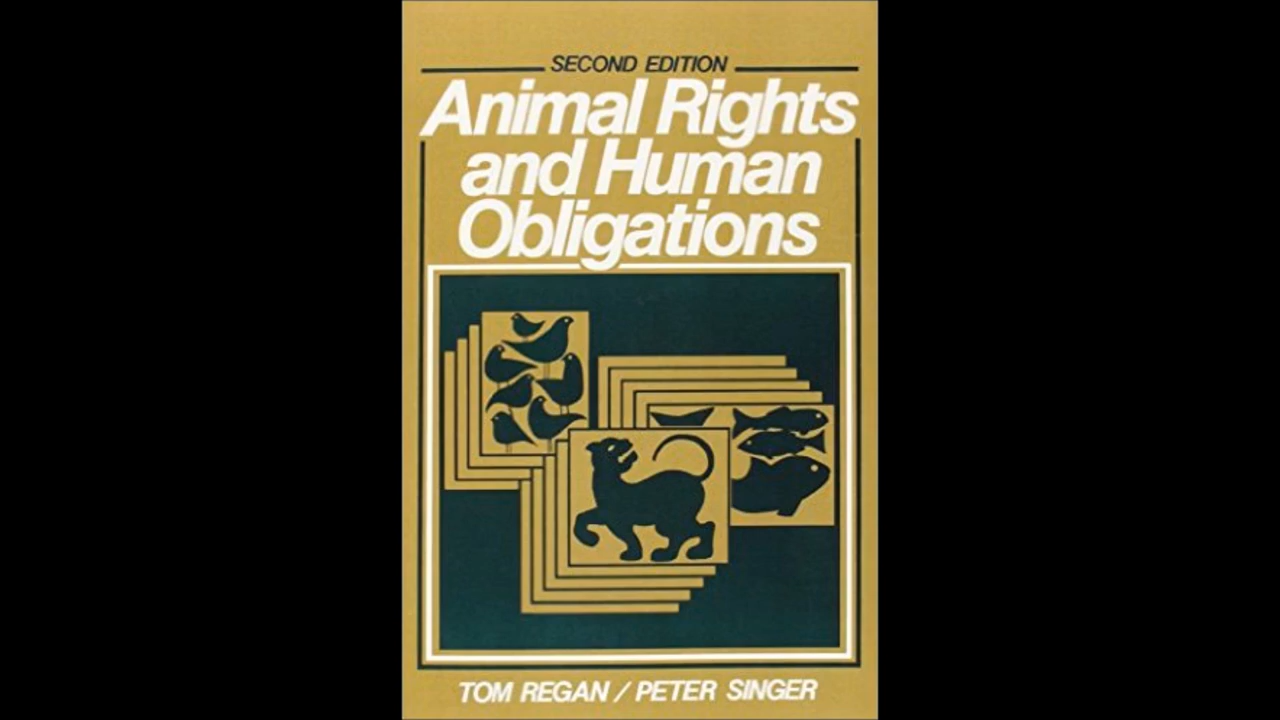 SECOND EDITION
Animal Rights
and Human
Obligations
TOM REGAN / PETER SINGER